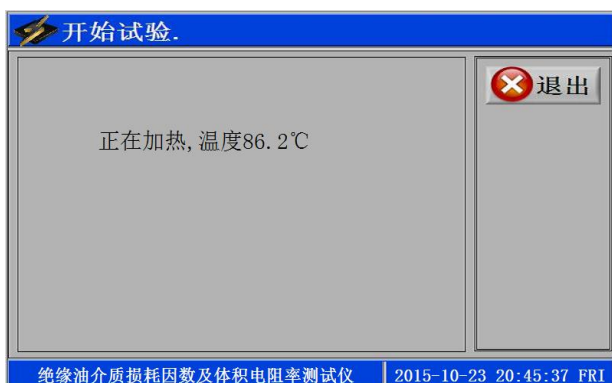 开始试验.
退出
正在加热,温度86.2℃
绝缘油介质损耗因数及体积电阻率测试仪
2015-10-23 20:45:37 FRI